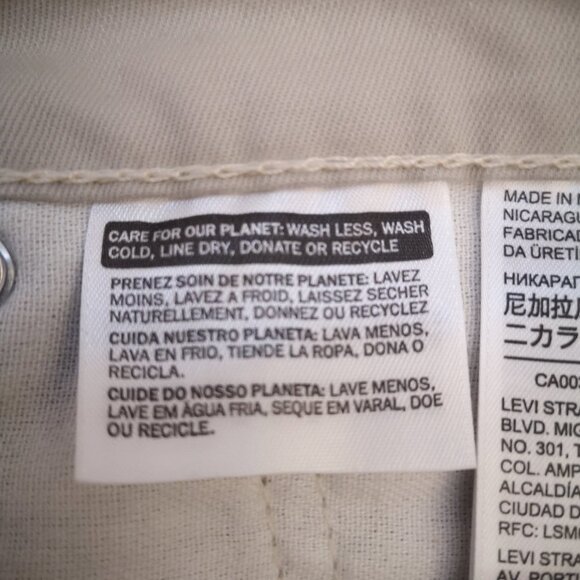 CARE FOR OUR PLANET: WASH LESS, WASH
COLD, LINE DRY, DONATE OR RECYCLE
PRENEZ SOIN DE NOTRE PLANETE: LAVEZ
MOINS, LAVEZ A FROID, LAISSEZ SECHER
NATURELLEMENT, DONNEZ OU RECYCLEZ
CUIDA NUESTRO PLANETA: LAVA MENOS,
LAVA EN FRIO, TIENDE LA ROPA, DONA O
RECICLA.
CUIDE DO NOSSO PLANETA: LAVE MENOS,
LAVE EM ÀGUA FRIA, SEQUE EM VARAL, DOE
OU RECICLE.
MADE IN
NICARAG
FABRICAD
DA ÜRETİ
НИКАРАГ
尼加拉
ニカラ
CA00
LEVI STRA
BLVD. MIG
NO. 301,
COL. AMP
ALCALDÍA
CIUDAD D
RFC: LSM
LEVI STRA
AV. PORT